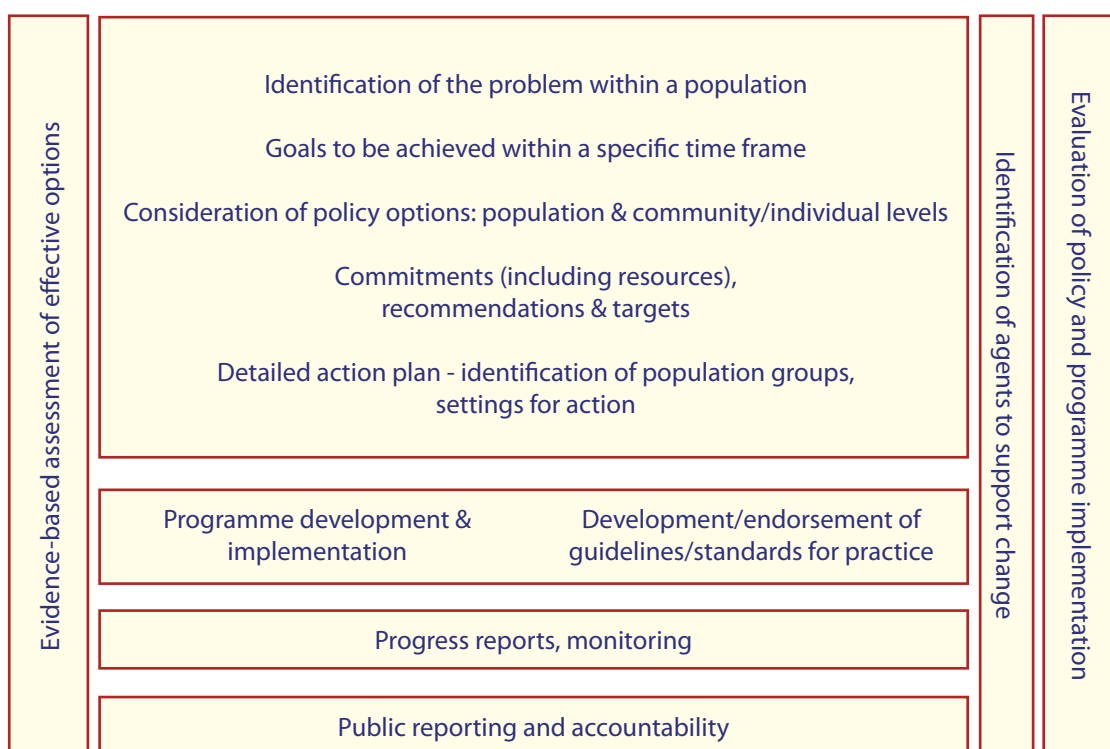 Evidence-based assessment of effective options
Identification of the problem within a population
Goals to be achieved within a specific time frame
Consideration of policy options: population & community/individual levels
Commitments (including resources),
recommendations & targets
Detailed action plan - identification of population groups,
settings for action
Programme development &
implementation
Development/endorsement of
guidelines/standards for practice
Progress reports, monitoring
Public reporting and accountability
Identification of agents to support change
Evaluation of policy and programme implementation